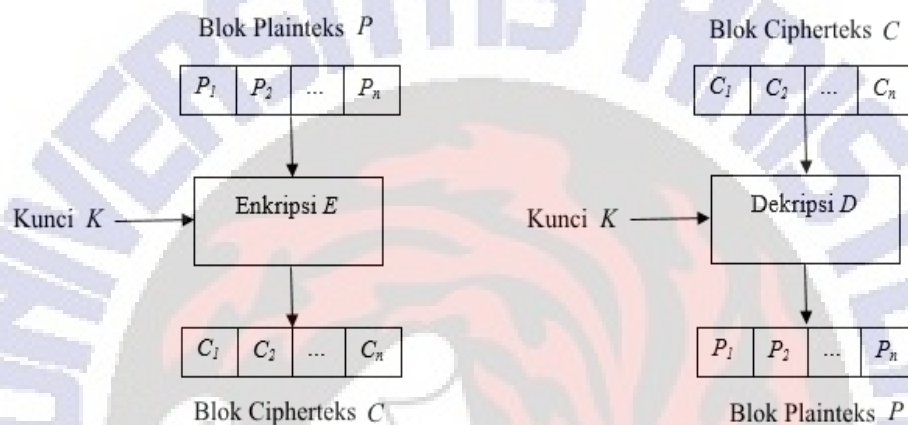 Blok Plainteks P
P1 P2 ... Pn
Kunci K
Enkripsi E
C1 C2 ... Cn
Blok Cipherteks C
Blok Cipherteks C
C1 C2 ... Cn
Kunci K
Dekripsi D
P1 P2 ... Pn
Blok Plainteks P